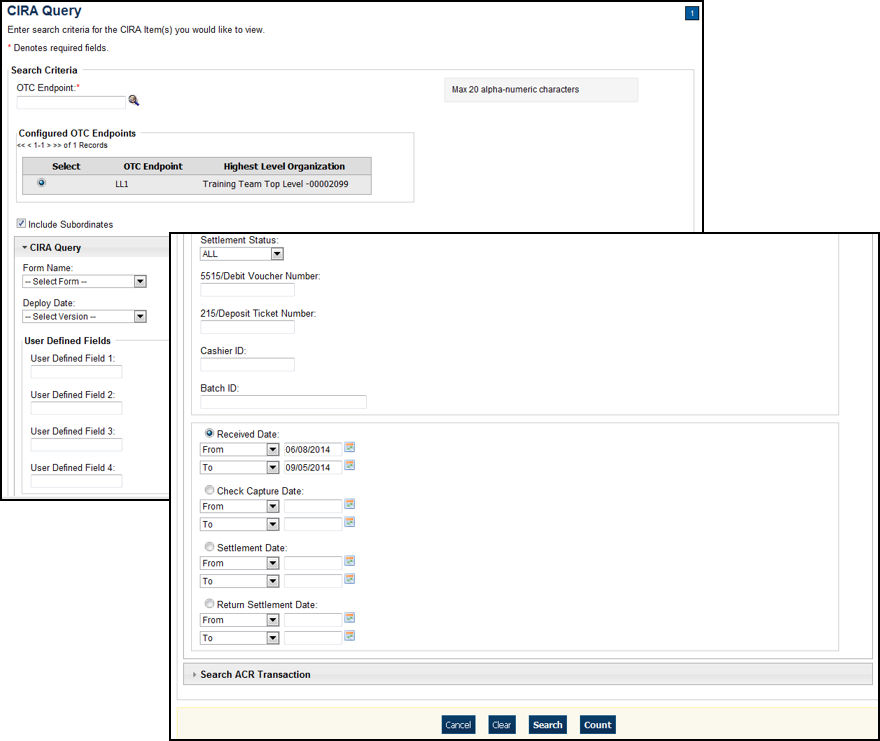 CIRA Query
1
Enter search criteria for the CIRA Item(s) you would like to view.
* Denotes required fields.
Search Criteria
OTC Endpoint:*
Max 20 alpha-numeric characters
Configured OTC Endpoints
<< < 1-1 > >> of 1 Records
Select OTC Endpoint Highest Level Organization
LL1 Training Team Top Level -00002099
Include Subordinates
CIRA Query
Form Name:
-- Select Form --
Deploy Date:
-- Select Version --
User Defined Fields
User Defined Field 1:
User Defined Field 2:
User Defined Field 3:
User Defined Field 4:
Settlement Status:
ALL
5515/Debit Voucher Number:
215/Deposit Ticket Number:
Cashier ID:
Batch ID:
Received Date:
From 06/08/2014
To 09/05/2014
Check Capture Date:
From
To
Settlement Date:
From
To
Return Settlement Date:
From
To
Search ACR Transaction
Cancel Clear Search Count